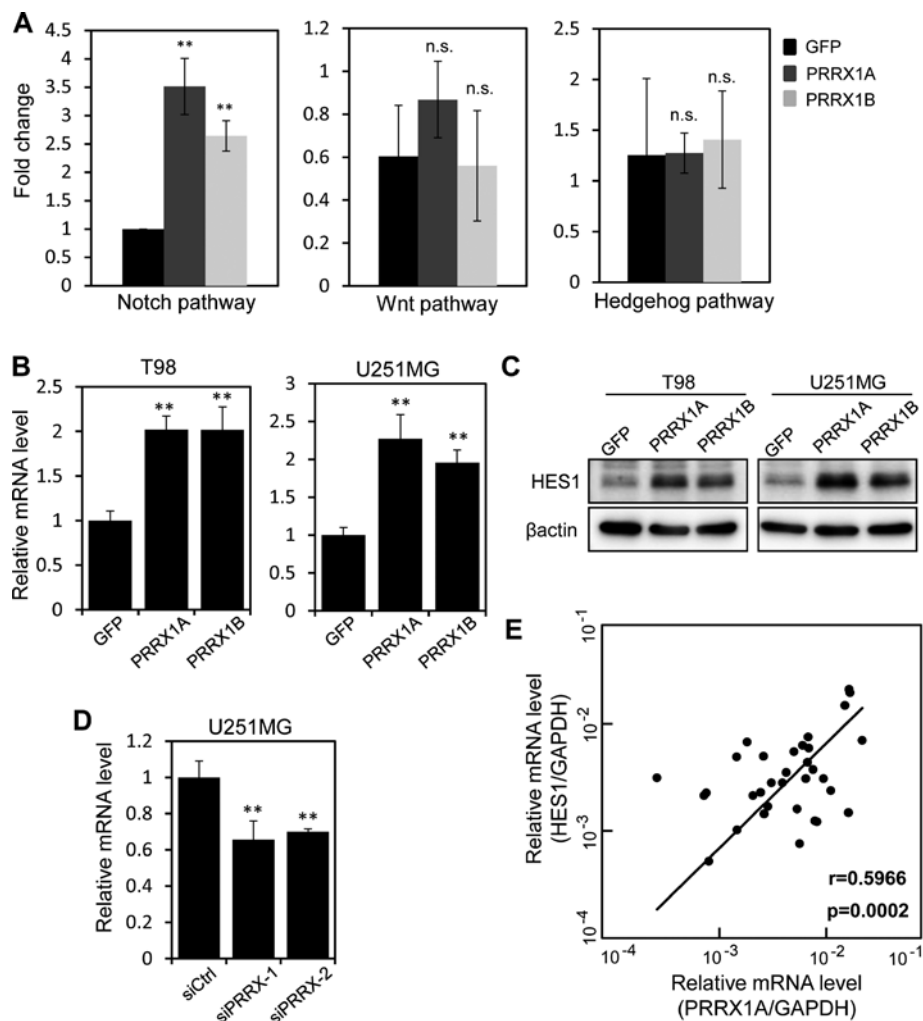 A
Fold change
4
3.5
3
2.5
2
1.5
1
0.5
0
**
**
Notch pathway
1.2
1
0.8
0.6
0.4
0.2
0
n.s.
n.s.
Wnt pathway
2.5
2
1.5
1
0.5
0
n.s.
n.s.
Hedgehog pathway
GFP
PRRX1A
PRRX1B
B
T98
Relative mRNA level
2.5
2
1.5
1
0.5
0
**
**
GFP
PRRX1A
PRRX1B
U251MG
3
2.5
2
1.5
1
0.5
0
**
**
GFP
PRRX1A
PRRX1B
C
T98
U251MG
GFP
PRRX1A
PRRX1B
GFP
PRRX1A
PRRX1B
HES1
βactin
D
U251MG
Relative mRNA level
1.2
1
0.8
0.6
0.4
0.2
0
**
**
siCtrl
siPRRX-1
siPRRX-2
E
Relative mRNA level
(HES1/GAPDH)
10⁻¹
10⁻²
10⁻³
10⁻⁴
r=0.5966
p=0.0002
10⁻⁴
10⁻³
10⁻²
10⁻¹
Relative mRNA level
(PRRX1A/GAPDH)